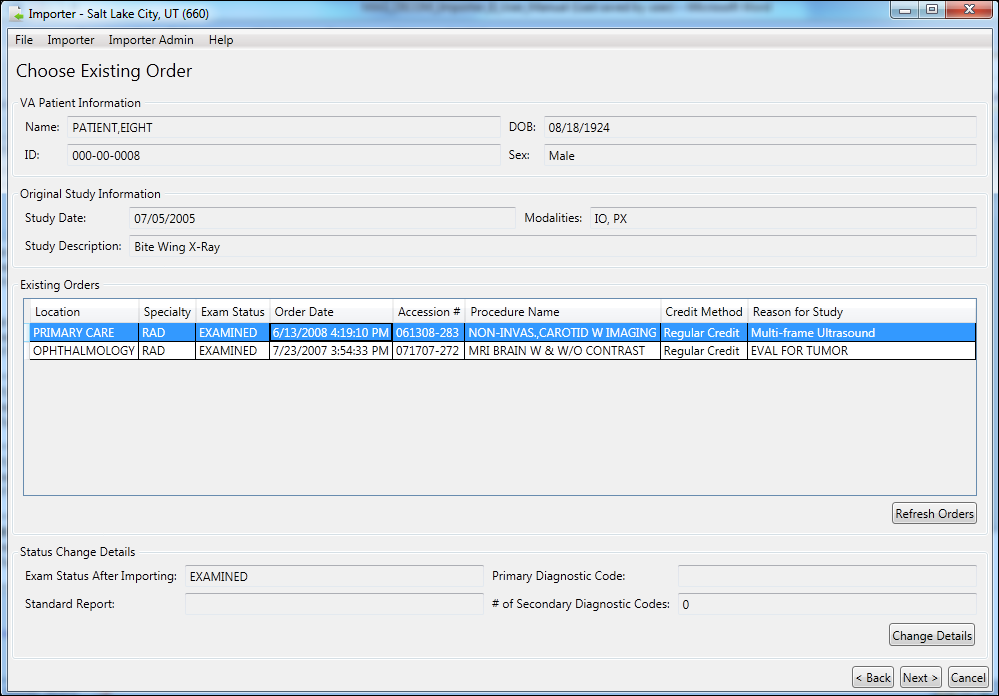 Importer - Salt Lake City, UT (660)
File Importer Importer Admin Help
Choose Existing Order
VA Patient Information
Name: PATIENT,EIGHT DOB: 08/18/1924
ID: 000-00-0008 Sex: Male
Original Study Information
Study Date: 07/05/2005 Modalities: IO, PX
Study Description: Bite Wing X-Ray
Existing Orders
Location Specialty Exam Status Order Date Accession # Procedure Name Credit Method Reason for Study
PRIMARY CARE RAD EXAMINED 6/13/2008 4:19:10 PM 061308-283 NON-INVAS,CAROTID W IMAGING Regular Credit Multi-frame Ultrasound
OPHTHALMOLOGY RAD EXAMINED 7/23/2007 3:54:33 PM 071707-272 MRI BRAIN W & W/O CONTRAST Regular Credit EVAL FOR TUMOR
Refresh Orders
Status Change Details
Exam Status After Importing: EXAMINED Primary Diagnostic Code:
Standard Report: # of Secondary Diagnostic Codes: 0
Change Details
< Back Next > Cancel